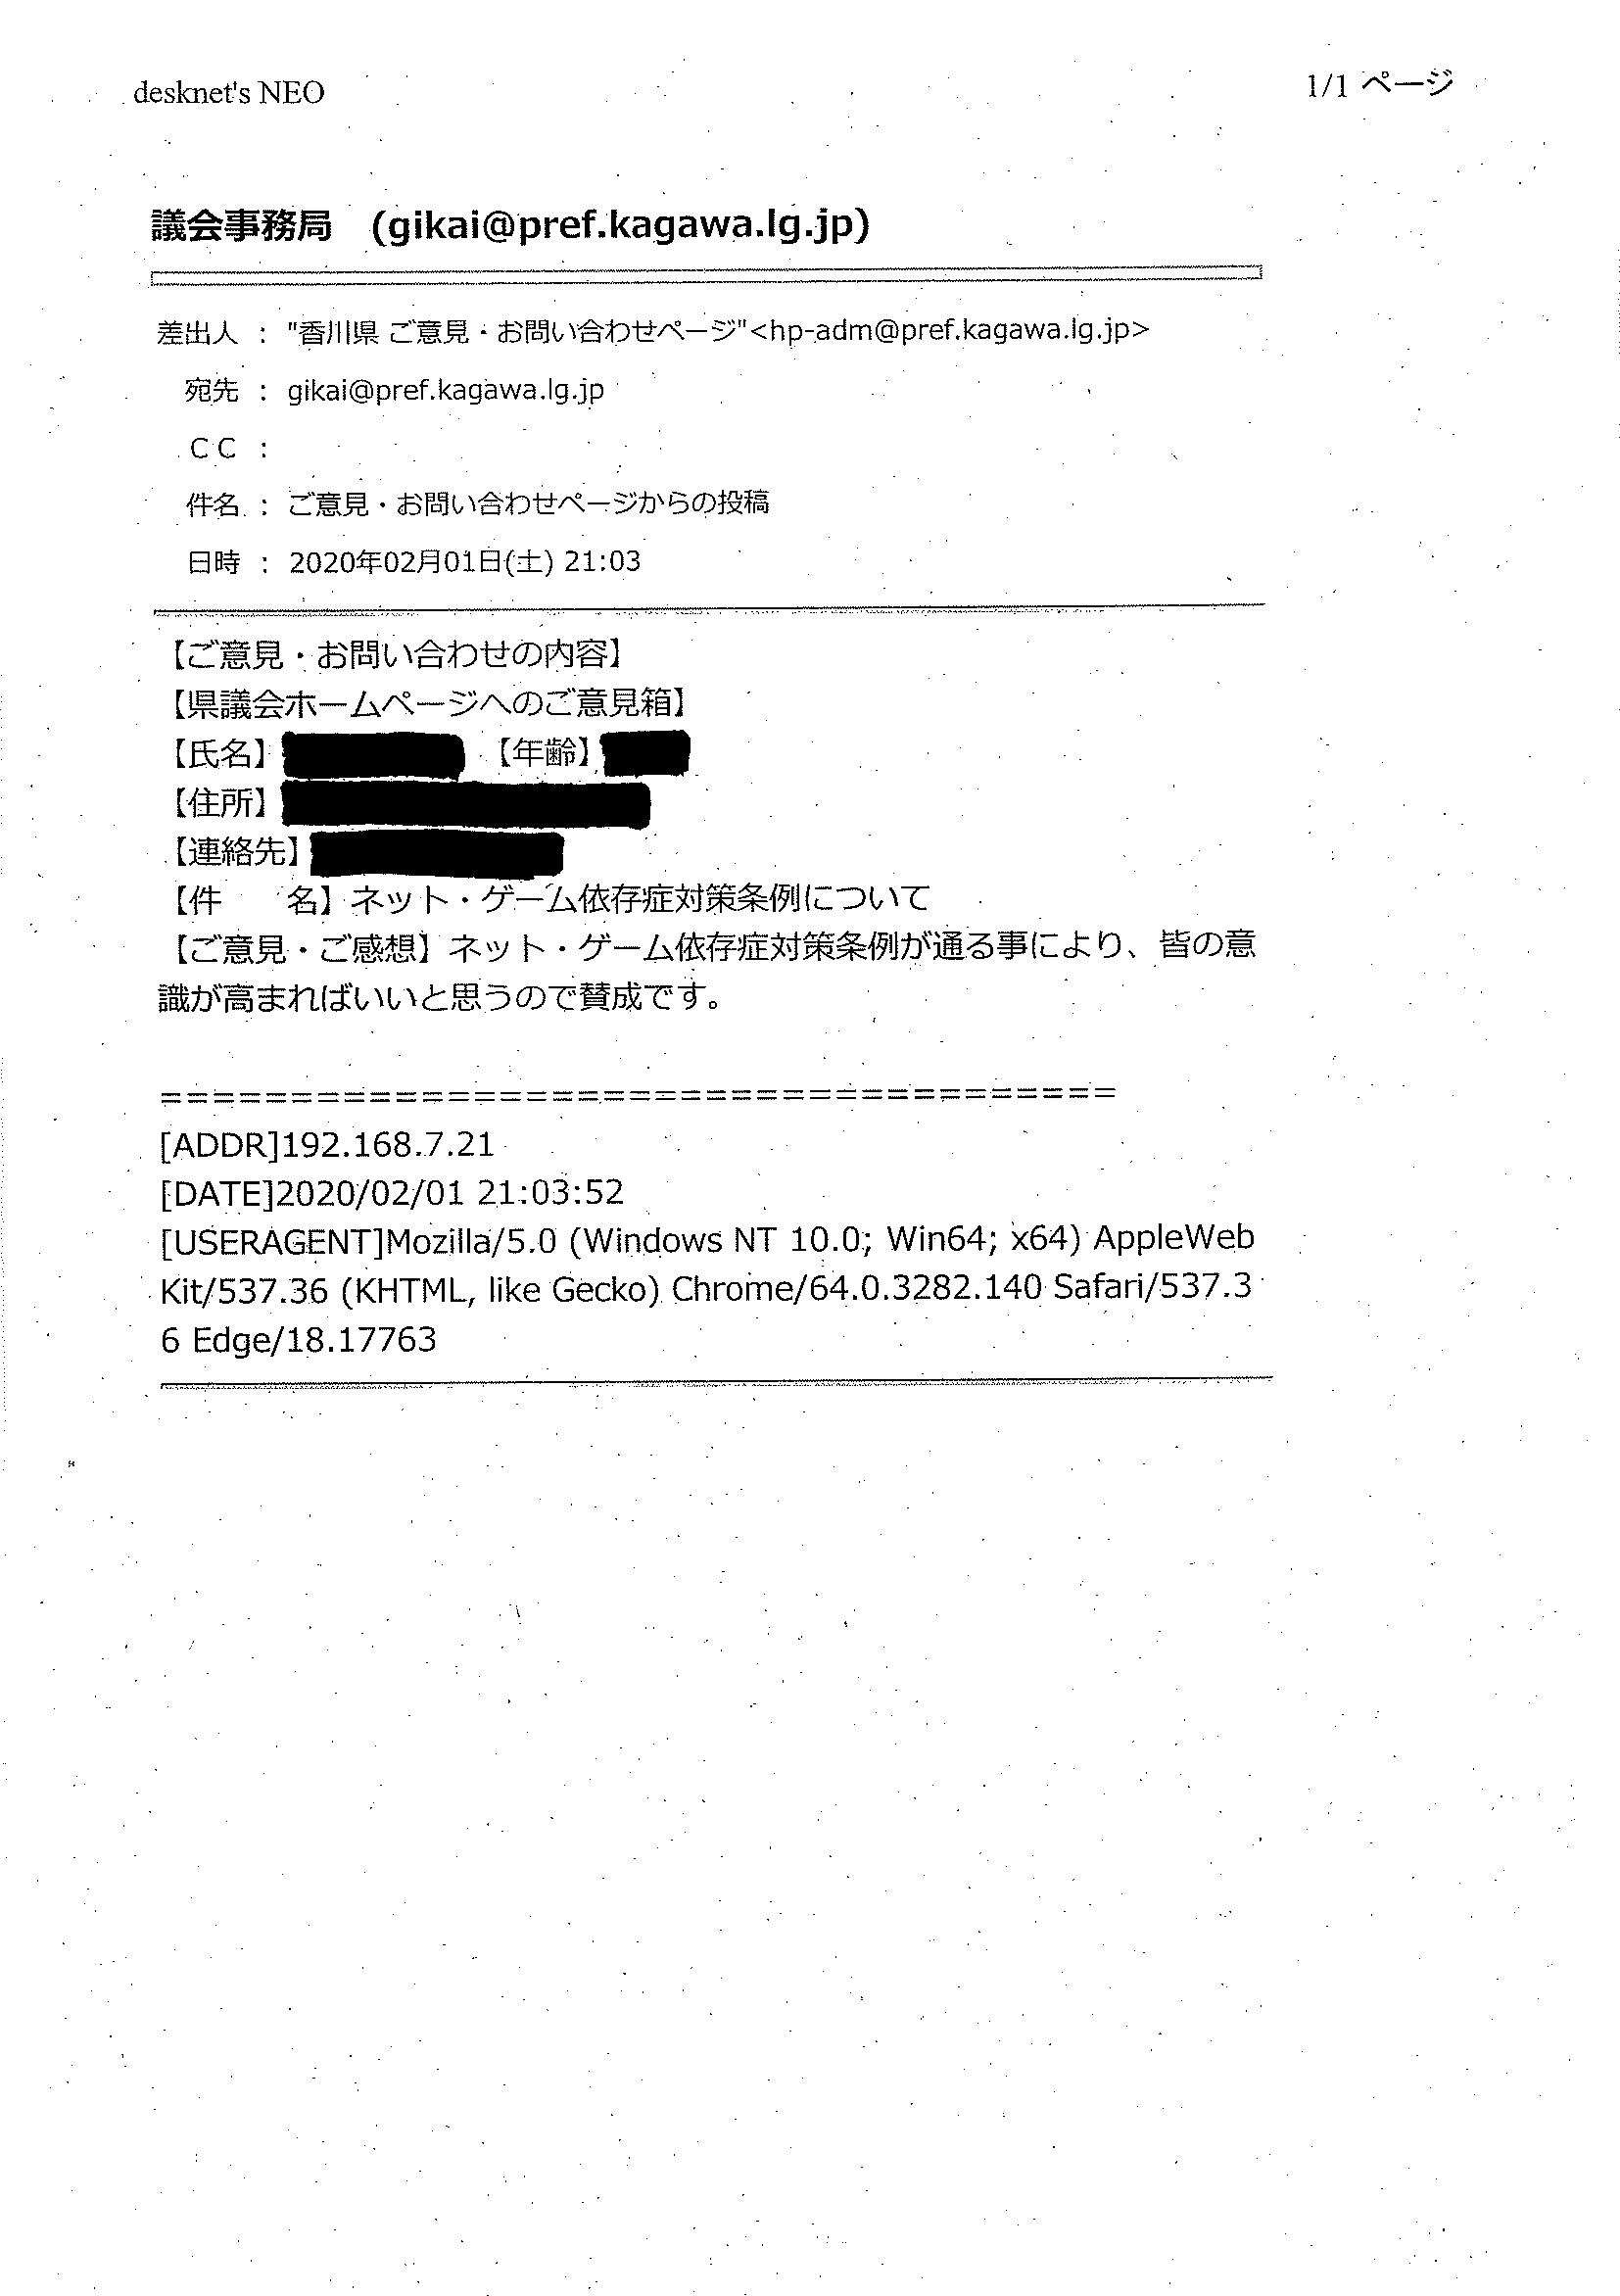 desknet's NEO
1/1 ページ
議会事務局　(gikai@pref.kagawa.lg.jp)
差出人 ： "香川県 ご意見・お問い合わせページ"<hp-adm@pref.kagawa.lg.jp>
宛先 ： gikai@pref.kagawa.lg.jp
ＣＣ ：
件名 ： ご意見・お問い合わせページからの投稿
日時 ： 2020年02月01日(土) 21:03
【ご意見・お問い合わせの内容】
【県議会ホームページへのご意見箱】
【氏名】 【年齢】
【住所】
【連絡先】
【件　　名】ネット・ゲーム依存症対策条例について
【ご意見・ご感想】ネット・ゲーム依存症対策条例が通る事により、皆の意
識が高まればいいと思うので賛成です。
=====================================
[ADDR]192.168.7.21
[DATE]2020/02/01 21:03:52
[USERAGENT]Mozilla/5.0 (Windows NT 10.0; Win64; x64) AppleWeb
Kit/537.36 (KHTML, like Gecko) Chrome/64.0.3282.140 Safari/537.3
6 Edge/18.17763